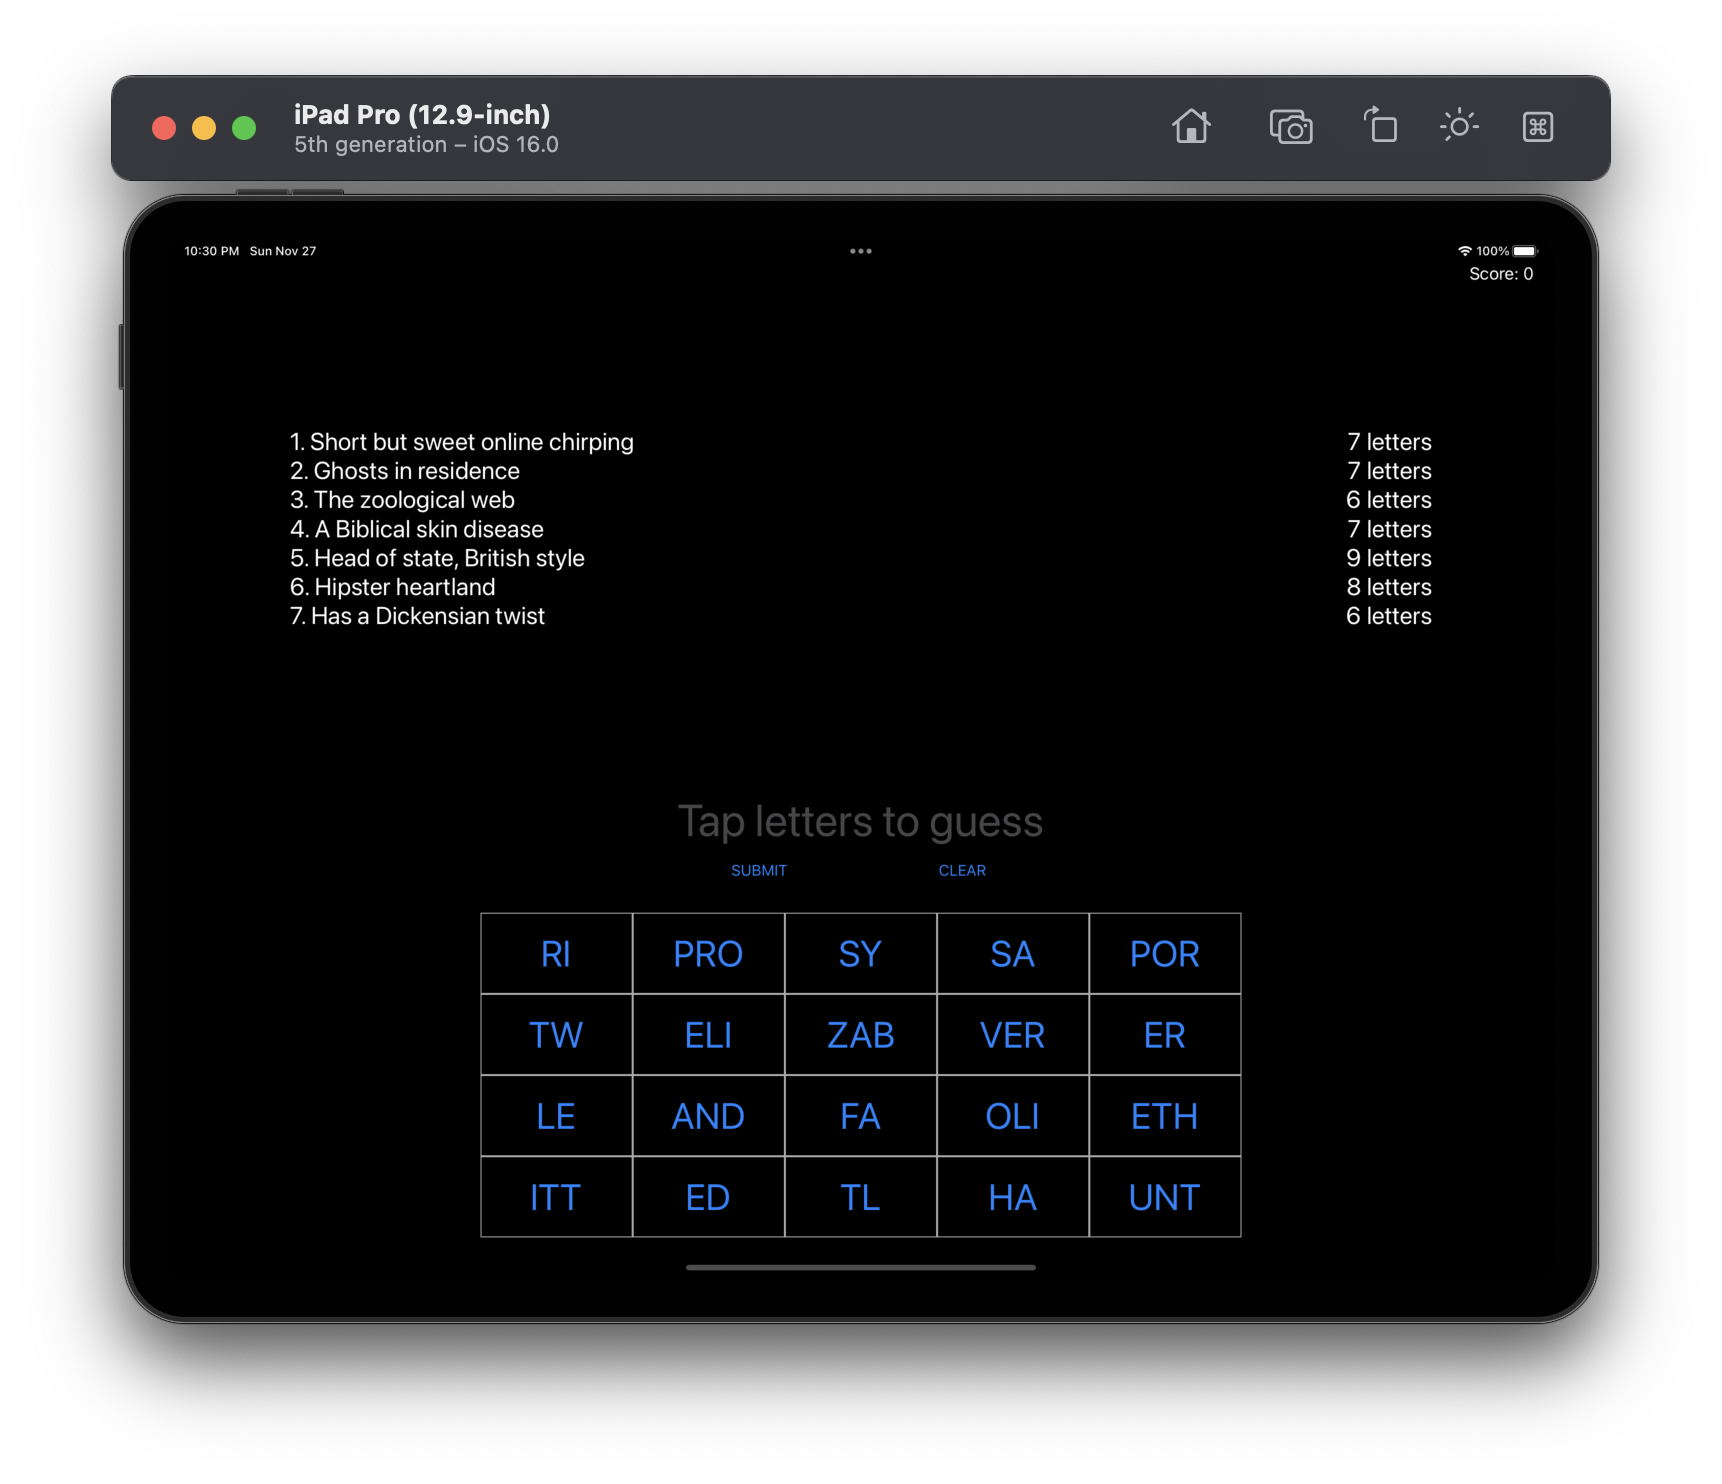 iPad Pro (12.9-inch)
5th generation – iOS 16.0
10:30 PM Sun Nov 27
100%
Score: 0
1. Short but sweet online chirping 7 letters
2. Ghosts in residence 7 letters
3. The zoological web 6 letters
4. A Biblical skin disease 7 letters
5. Head of state, British style 9 letters
6. Hipster heartland 8 letters
7. Has a Dickensian twist 6 letters
Tap letters to guess
SUBMIT CLEAR
RI PRO SY SA POR
TW ELI ZAB VER ER
LE AND FA OLI ETH
ITT ED TL HA UNT